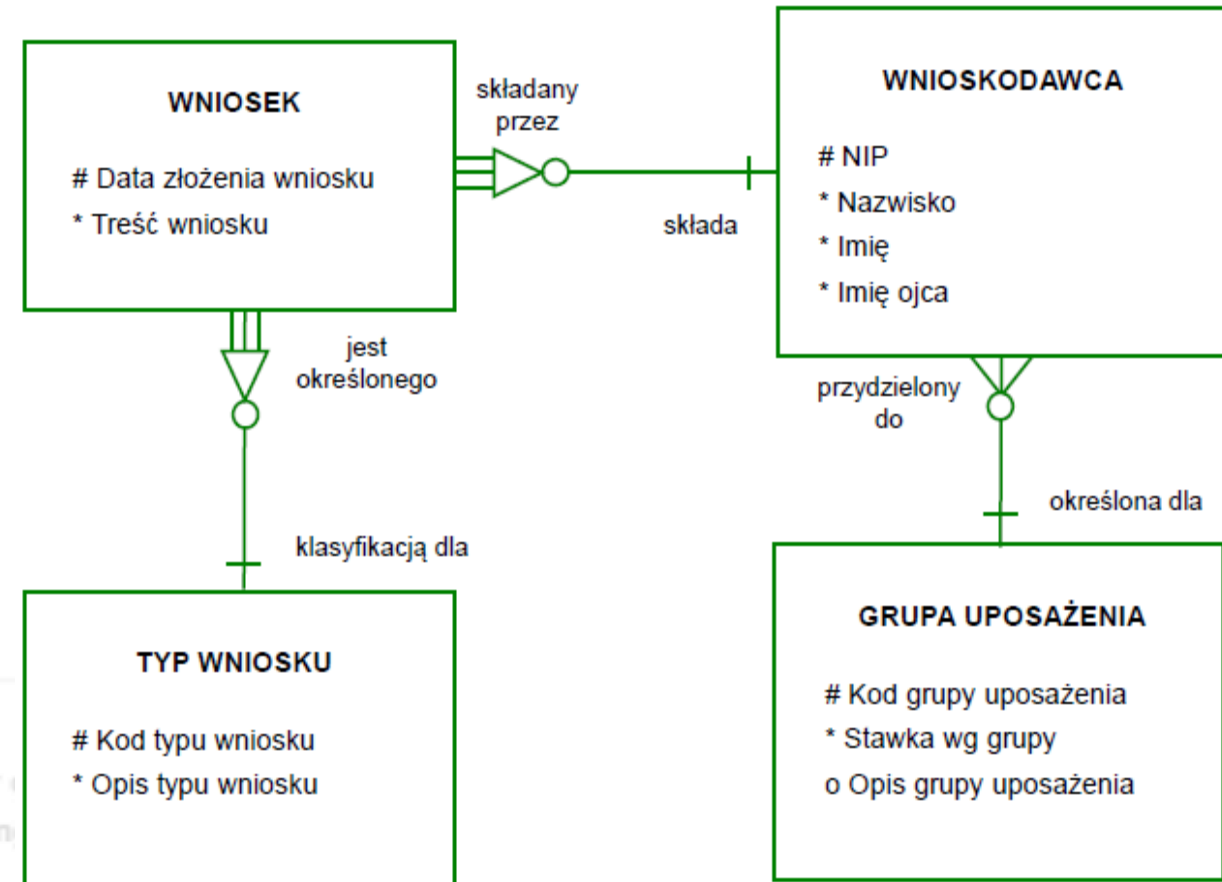 WNIOSEK
# Data złożenia wniosku
* Treść wniosku
składany
przez
składa
WNIOSKODAWCA
# NIP
* Nazwisko
* Imię
* Imię ojca
jest
określonego
klasyfikacją dla
przydzielony
do
określona dla
TYP WNIOSKU
# Kod typu wniosku
* Opis typu wniosku
GRUPA UPOSAŻENIA
# Kod grupy uposażenia
* Stawka wg grupy
o Opis grupy uposażenia